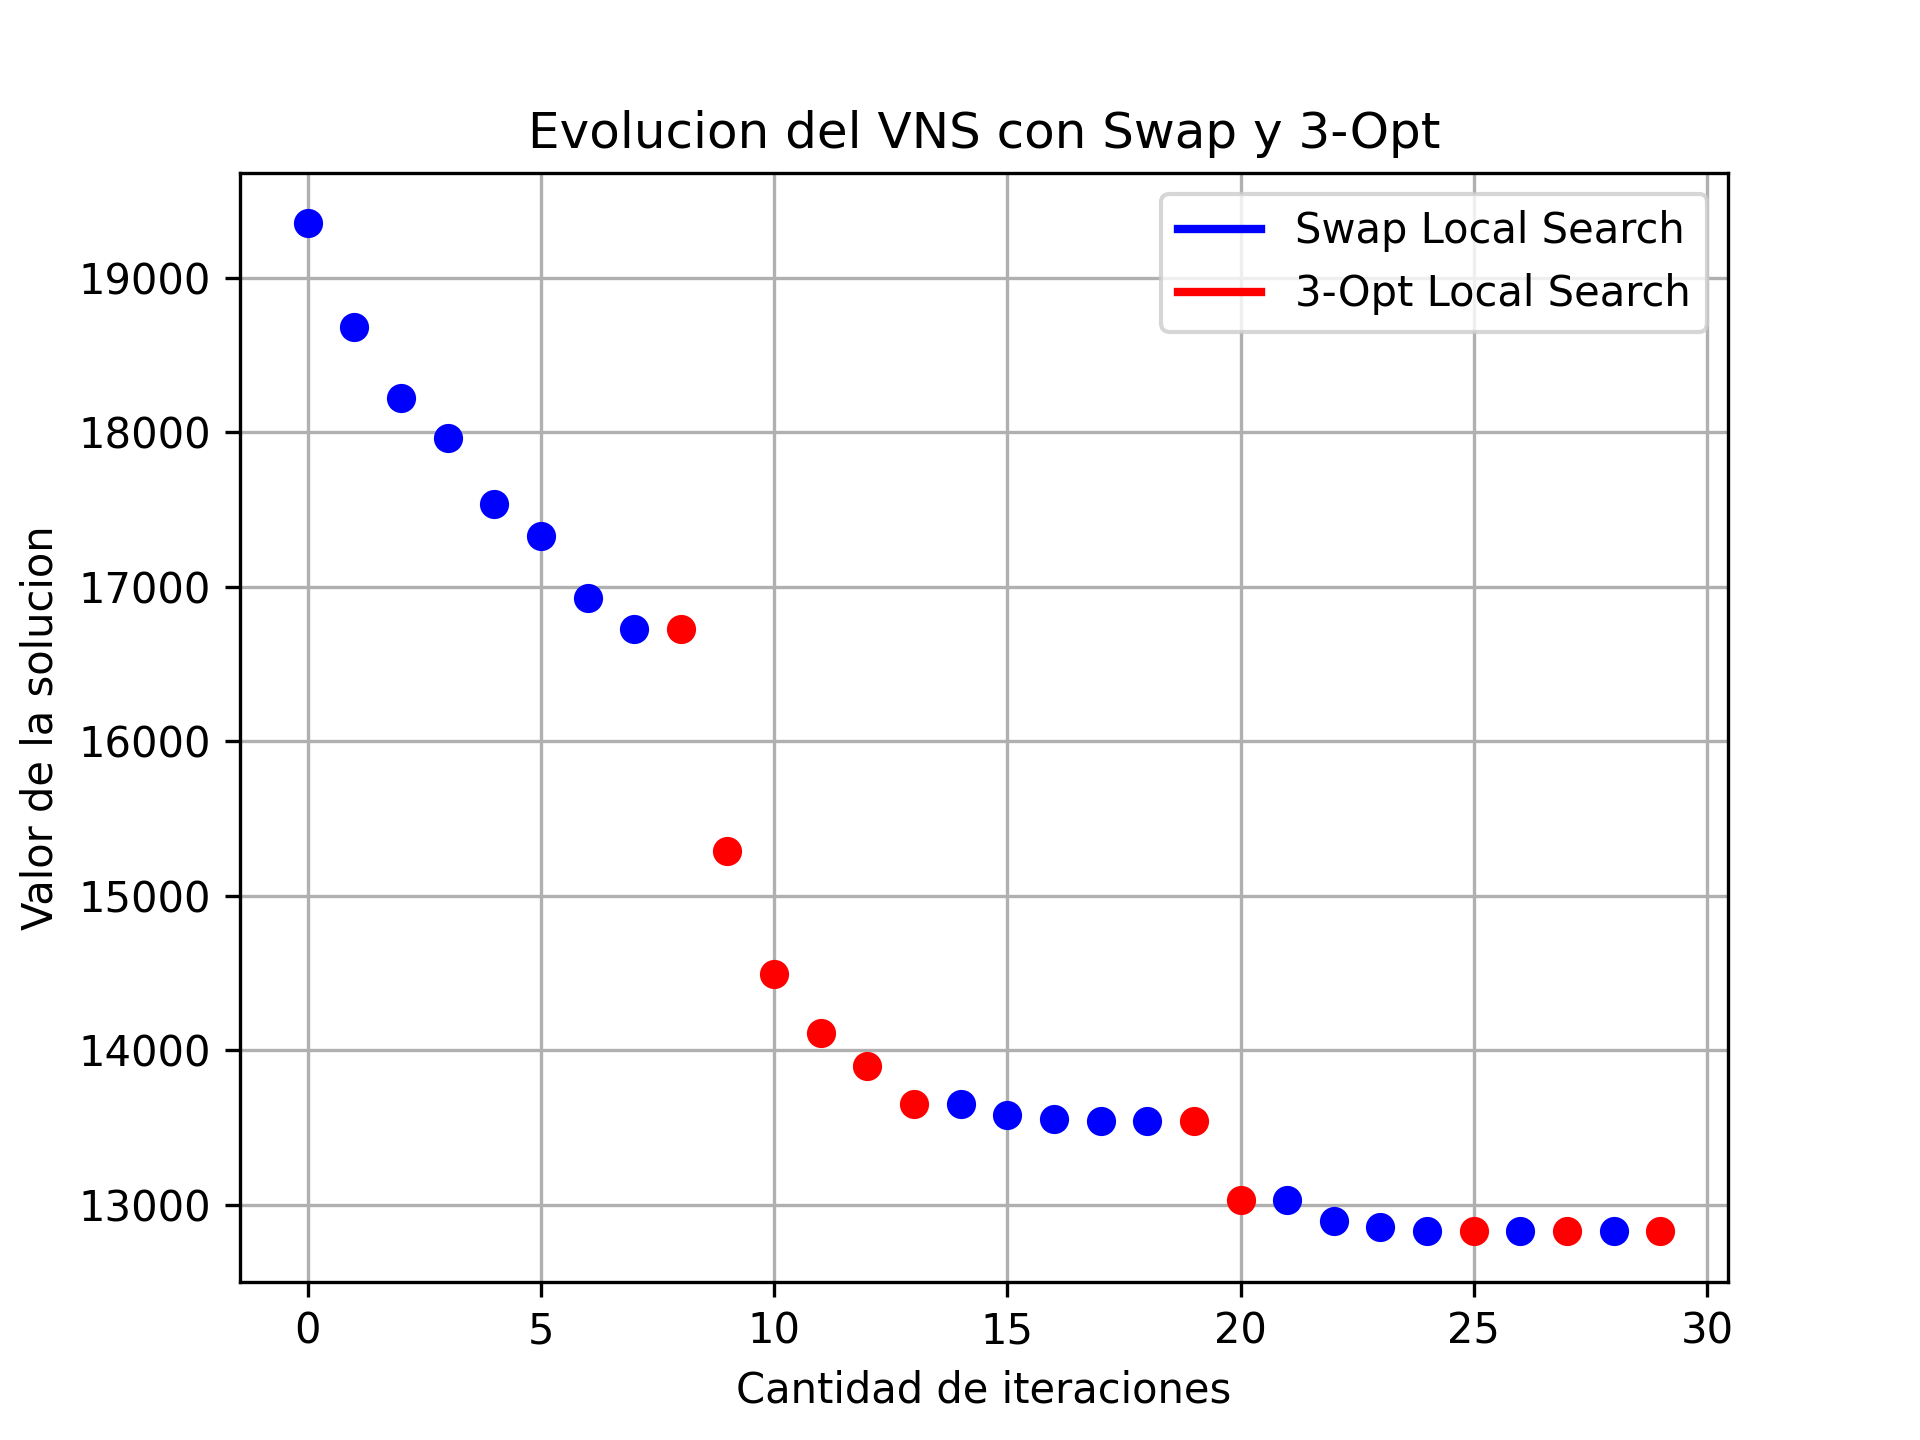 Evolucion del VNS con Swap y 3-Opt
Swap Local Search
3-Opt Local Search
Valor de la solucion
19000
18000
17000
16000
15000
14000
13000
0 5 10 15 20 25 30
Cantidad de iteraciones